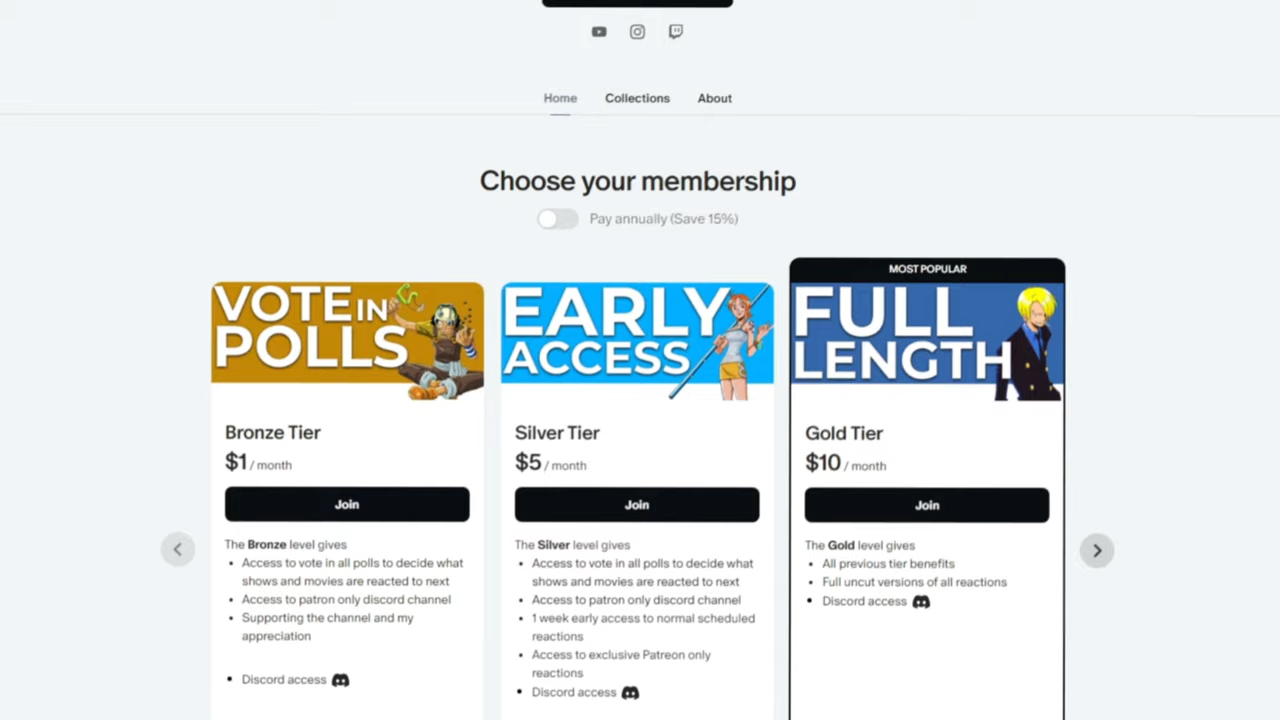 Home
Collections
About
Choose your membership
Pay annually (Save 15%)
VOTE IN
POLLS
Bronze Tier
$1 / month
Join
The Bronze level gives
• Access to vote in all polls to decide what
shows and movies are reacted to next
• Access to patron only discord channel
• Supporting the channel and my
appreciation
• Discord access
EARLY
ACCESS
Silver Tier
$5 / month
Join
The Silver level gives
• Access to vote in all polls to decide what
shows and movies are reacted to next
• Access to patron only discord channel
• 1 week early access to normal scheduled
reactions
• Access to exclusive Patreon only
reactions
• Discord access
MOST POPULAR
FULL
LENGTH
Gold Tier
$10 / month
Join
The Gold level gives
• All previous tier benefits
• Full uncut versions of all reactions
• Discord access